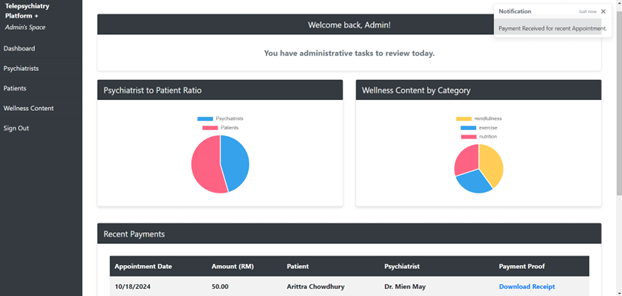 Telepsychiatry
Platform +
Admin's Space
Dashboard
Psychiatrists
Patients
Wellness Content
Sign Out
Welcome back, Admin!
Notification just now ×
Payment Received for recent Appointment.
You have administrative tasks to review today.
Psychiatrist to Patient Ratio
Psychiatrists
Patients
Wellness Content by Category
mindfulness
exercise
nutrition
Recent Payments
Appointment Date Amount (RM) Patient Psychiatrist Payment Proof
10/18/2024 50.00 Arittra Chowdhury Dr. Mien May Download Receipt